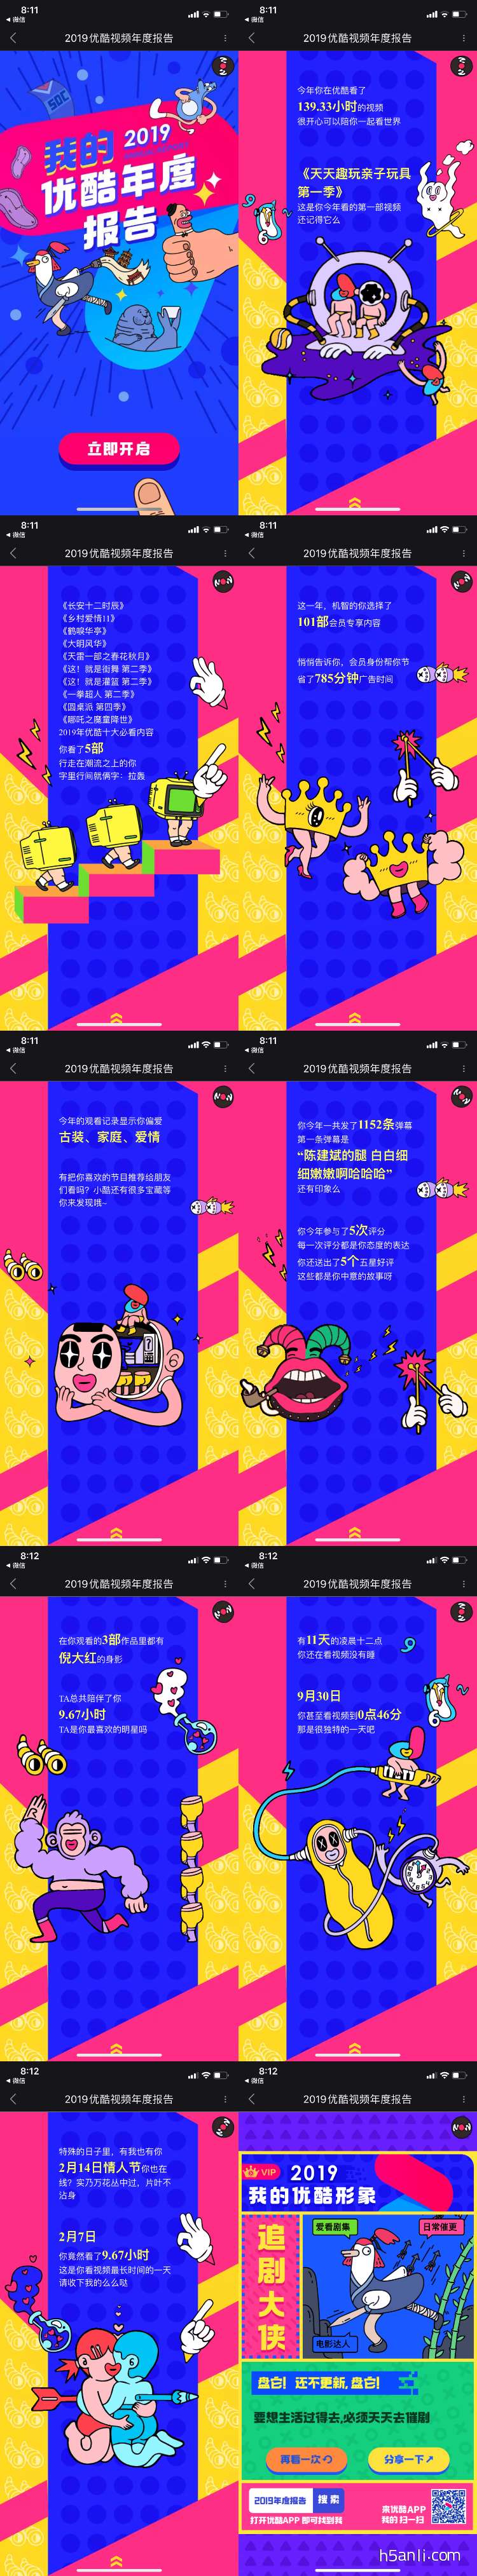 8:11
微信
2019优酷视频年度报告
2019
我的
优酷年度
报告
立即开启
8:11
微信
2019优酷视频年度报告
今年你在优酷看了
139.33小时的视频
很开心可以陪你一起看世界
《天天趣玩亲子玩具
第一季》
这是你今年看的第一部视频
还记得它么
8:11
微信
2019优酷视频年度报告
《长安十二时辰》
《乡村爱情11》
《鹤唳华亭》
《大明风华》
《天雷一部之春花秋月》
《这！就是街舞 第二季》
《这！就是灌篮 第二季》
《一拳超人 第二季》
《圆桌派 第四季》
《哪吒之魔童降世》
2019年优酷十大必看内容
你看了5部
行走在潮流之上的你
字里行间就俩字：拉轰
8:11
微信
2019优酷视频年度报告
这一年，机智的你选择了
101部会员专享内容
悄悄告诉你，会员身份帮你节
省了785分钟广告时间
8:11
微信
2019优酷视频年度报告
今年的观看记录显示你偏爱
古装、家庭、爱情
有把你喜欢的节目推荐给朋友
们看吗？小酷还有很多宝藏等
你来发现哦~
8:11
微信
2019优酷视频年度报告
你今年一共发了1152条弹幕
第一条弹幕是
“陈建斌的腿 白白细
细嫩嫩啊哈哈哈”
还有印象么
你今年参与了5次评分
每一次评分都是你态度的表达
你还送出了5个五星好评
这些都是你中意的故事呀
8:12
微信
2019优酷视频年度报告
在你观看的3部作品里都有
倪大红的身影
TA总共陪伴了你
9.67小时
TA是你最喜欢的明星吗
8:12
微信
2019优酷视频年度报告
有11天的凌晨十二点
你还在看视频没有睡
9月30日
你甚至看视频到0点46分
那是很独特的一天吧
8:12
微信
2019优酷视频年度报告
特殊的日子里，有我也有你
2月14日情人节你也在
线？实乃万花丛中过，片叶不
沾身
2月7日
你竟然看了9.67小时
这是你看视频最长时间的一天
请收下我的么么哒
8:12
微信
2019优酷视频年度报告
VIP 2019
我的优酷形象
追剧大侠
爱看剧集
日常催更
电影达人
盘它！ 还不更新，盘它！
要想生活过得去，必须天天去催剧
再看一次
分享一下
2019年度报告 搜索
打开优酷APP 即可找到我
来优酷APP
我的 扫一扫
h5anli.com